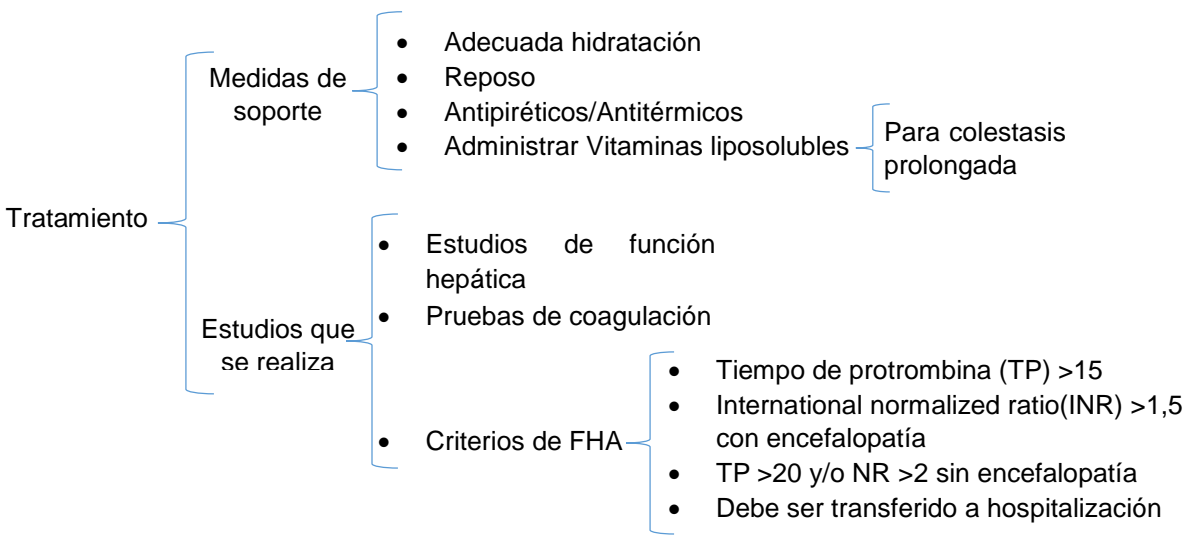 Tratamiento
Medidas de
soporte
• Adecuada hidratación
• Reposo
• Antipiréticos/Antitérmicos
• Administrar Vitaminas liposolubles
Para colestasis
prolongada
Estudios que
se realiza
• Estudios de función
hepática
• Pruebas de coagulación
• Criterios de FHA
• Tiempo de protrombina (TP) >15
• International normalized ratio(INR) >1,5
con encefalopatía
• TP >20 y/o NR >2 sin encefalopatía
• Debe ser transferido a hospitalización